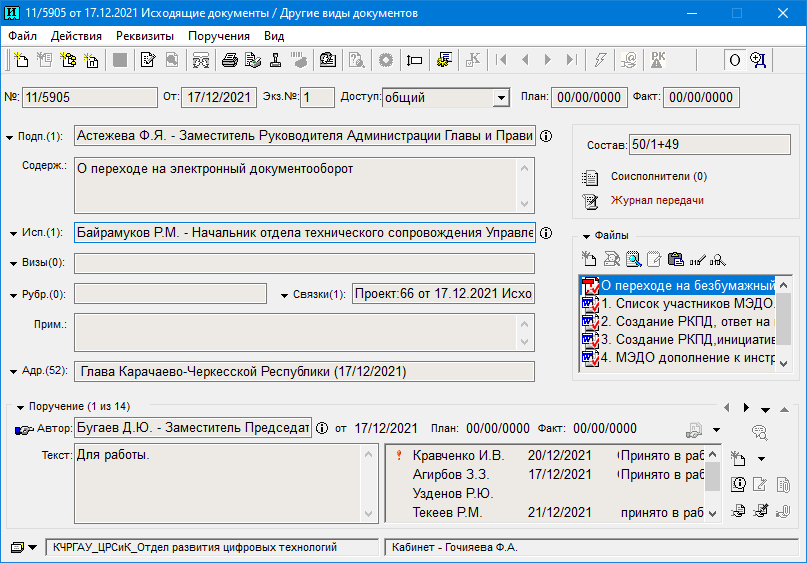 11/5905 от 17.12.2021 Исходящие документы / Другие виды документов
Файл Действия Реквизиты Поручения Вид
№: 11/5905 От: 17/12/2021 Экз.№: 1 Доступ: общий План: 00/00/0000 Факт: 00/00/0000
Подп.(1): Астежева Ф.Я. - Заместитель Руководителя Администрации Главы и Прави
Состав: 50/1+49
Содерж.: О переходе на электронный документооборот
Соисполнители (0)
Журнал передачи
Исп.(1): Байрамуков Р.М. - Начальник отдела технического сопровождения Управле
Файлы
Визы(0):
О переходе на безбумажный
Рубр.(0): Связки(1): Проект:66 от 17.12.2021 Исхо
1. Список участников МЭДО.
2. Создание РКПД, ответ на
Прим.:
3. Создание РКПД,инициатив
4. МЭДО дополнение к инстр
Адр.(52): Глава Карачаево-Черкесской Республики (17/12/2021)
Поручение (1 из 14)
Автор: Бугаев Д.Ю. - Заместитель Председат от 17/12/2021 План: 00/00/0000 Факт: 00/00/0000
Текст: Для работы.
Кравченко И.В. 20/12/2021 Принято в раб
Агирбов З.З. 17/12/2021 Принято в раб
Узденов Р.Ю.
Текеев Р.М. 21/12/2021 принято в раб
КЧРГАУ_ЦРСиК_Отдел развития цифровых технологий Кабинет - Гочияева Ф.А.